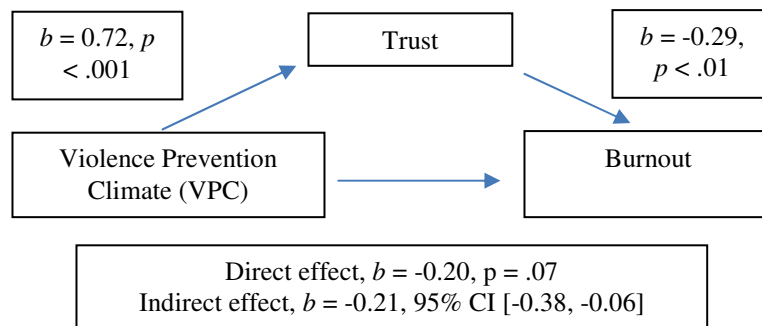 b = 0.72, p
< .001
Trust
b = -0.29,
p < .01
Violence Prevention
Climate (VPC)
Burnout
Direct effect, b = -0.20, p = .07
Indirect effect, b = -0.21, 95% CI [-0.38, -0.06]